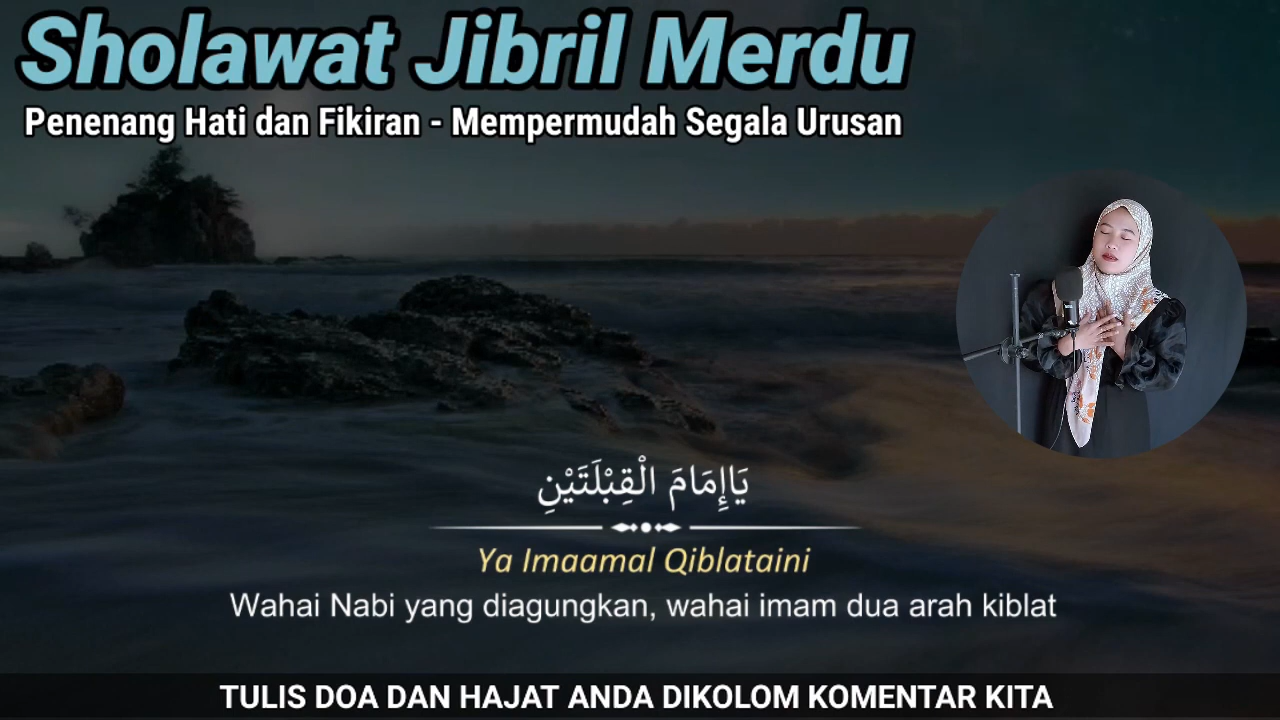 Sholawat Jibril Merdu
Penenang Hati dan Fikiran - Mempermudah Segala Urusan
يَاإِمَامَ الْقِبْلَتَيْنِ
Ya Imaamal Qiblataini
Wahai Nabi yang diagungkan, wahai imam dua arah kiblat
TULIS DOA DAN HAJAT ANDA DIKOLOM KOMENTAR KITA